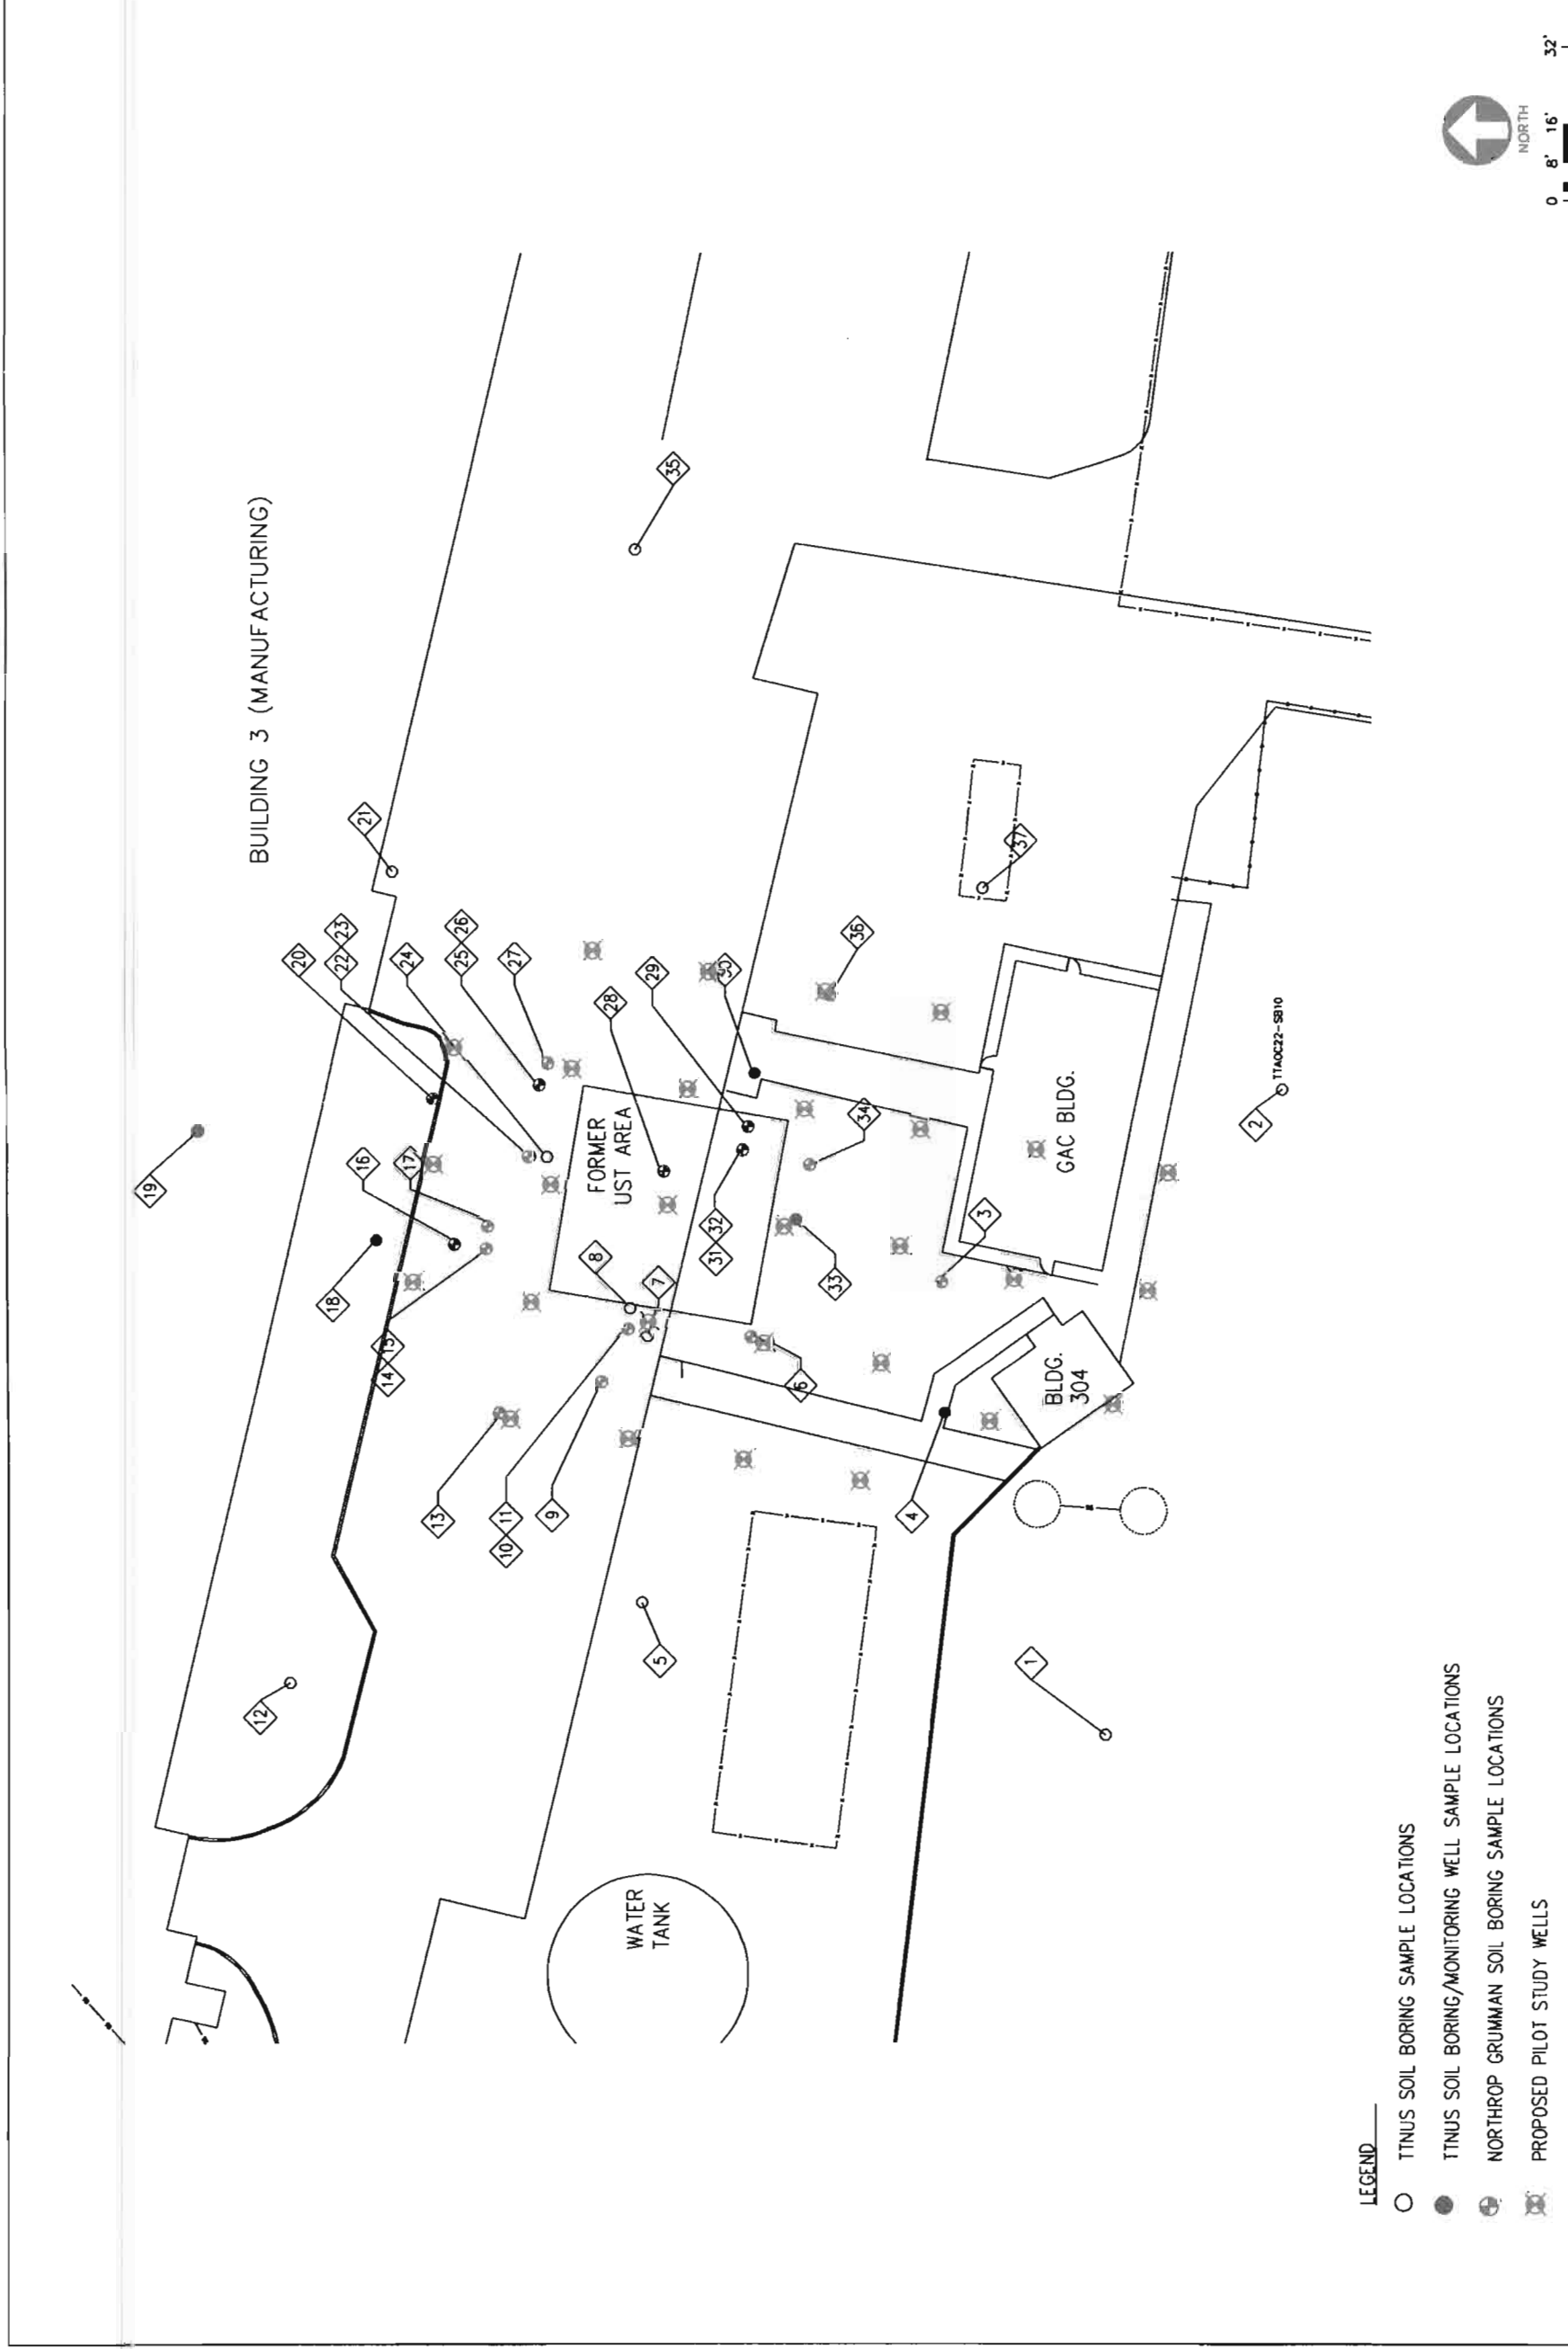 BUILDING 3 (MANUFACTURING)
19
20
22 23
24
25 26
27
21
16
17
18
14 15
28
29
30
35
FORMER
UST AREA
8
7
31 32
34
33
36
37
13
10 11
9
12
5
6
3
4
GAC BLDG.
BLDG.
304
2
TTAOC22-SB10
1
WATER
TANK
NORTH
0 8' 16' 32'
LEGEND
TTNUS SOIL BORING SAMPLE LOCATIONS
TTNUS SOIL BORING/MONITORING WELL SAMPLE LOCATIONS
NORTHROP GRUMMAN SOIL BORING SAMPLE LOCATIONS
PROPOSED PILOT STUDY WELLS